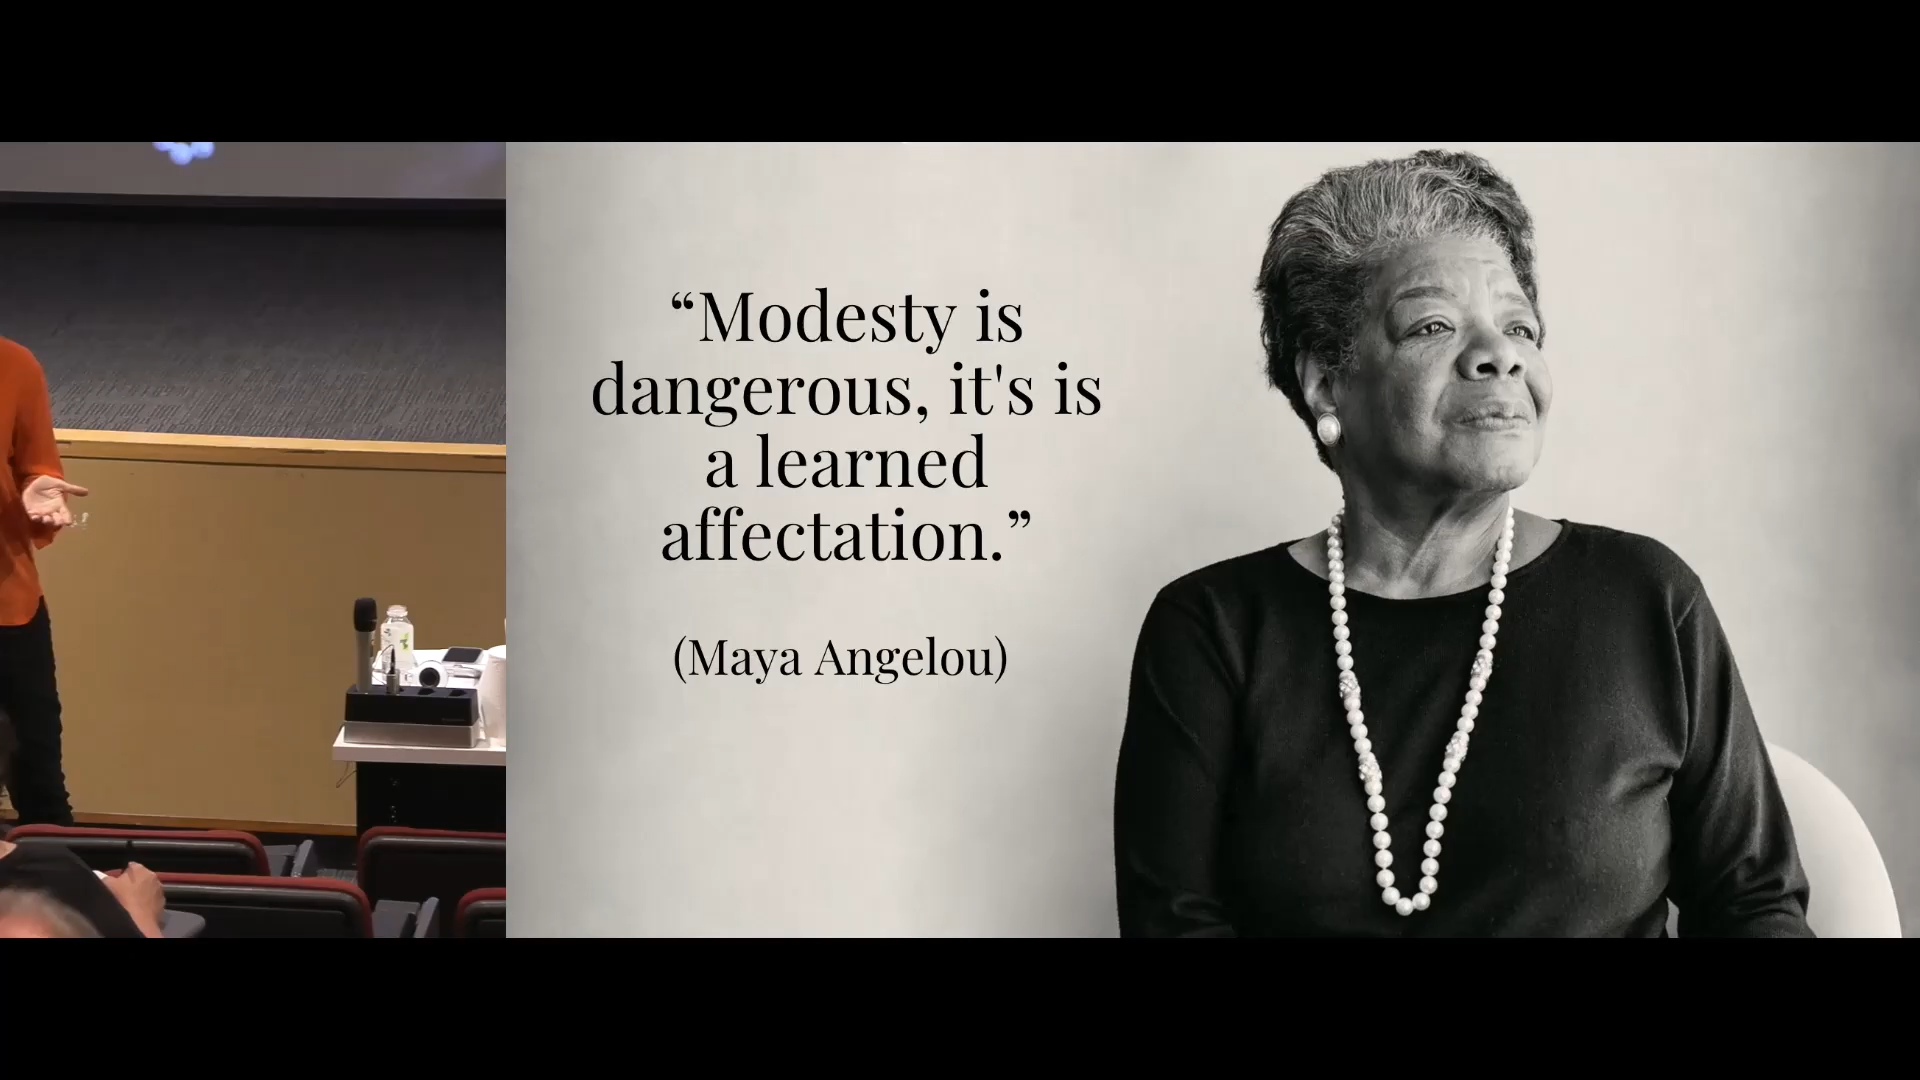 “Modesty is
dangerous, it's is
a learned
affectation.”
(Maya Angelou)